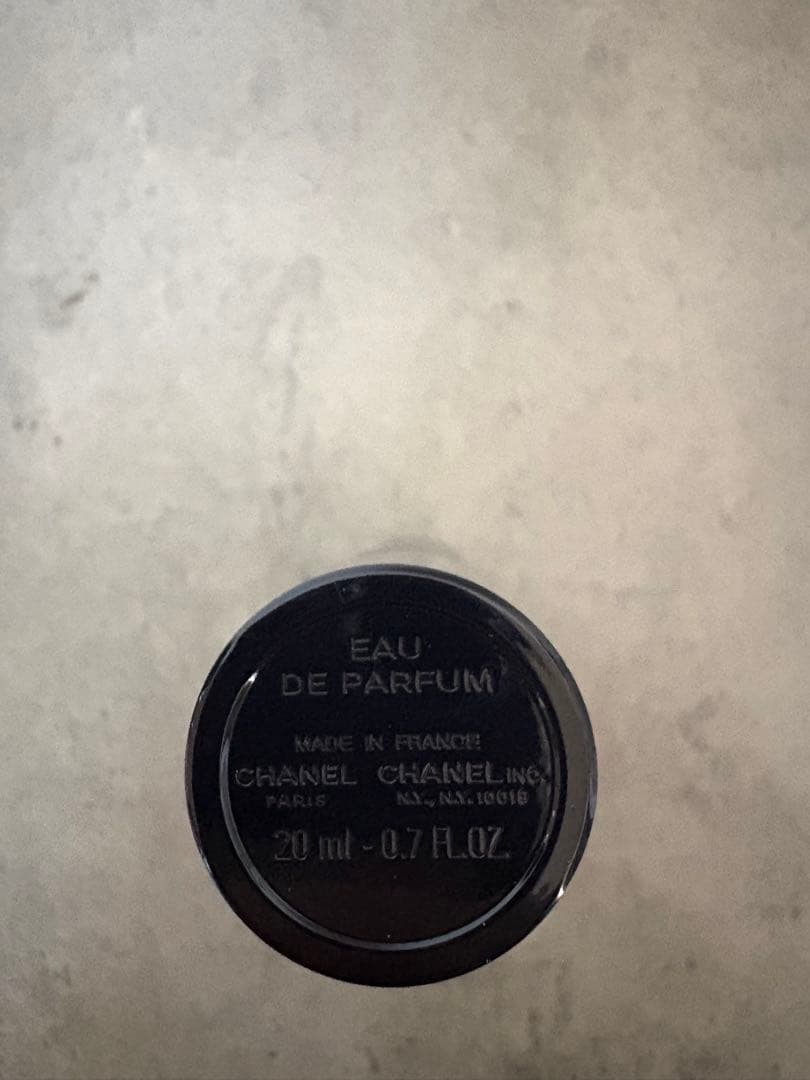 EAU
DE PARFUM
MADE IN FRANCE
CHANEL CHANEL INC.
PARIS N.Y., N.Y. 10019
20 ml - 0.7 FL.OZ.